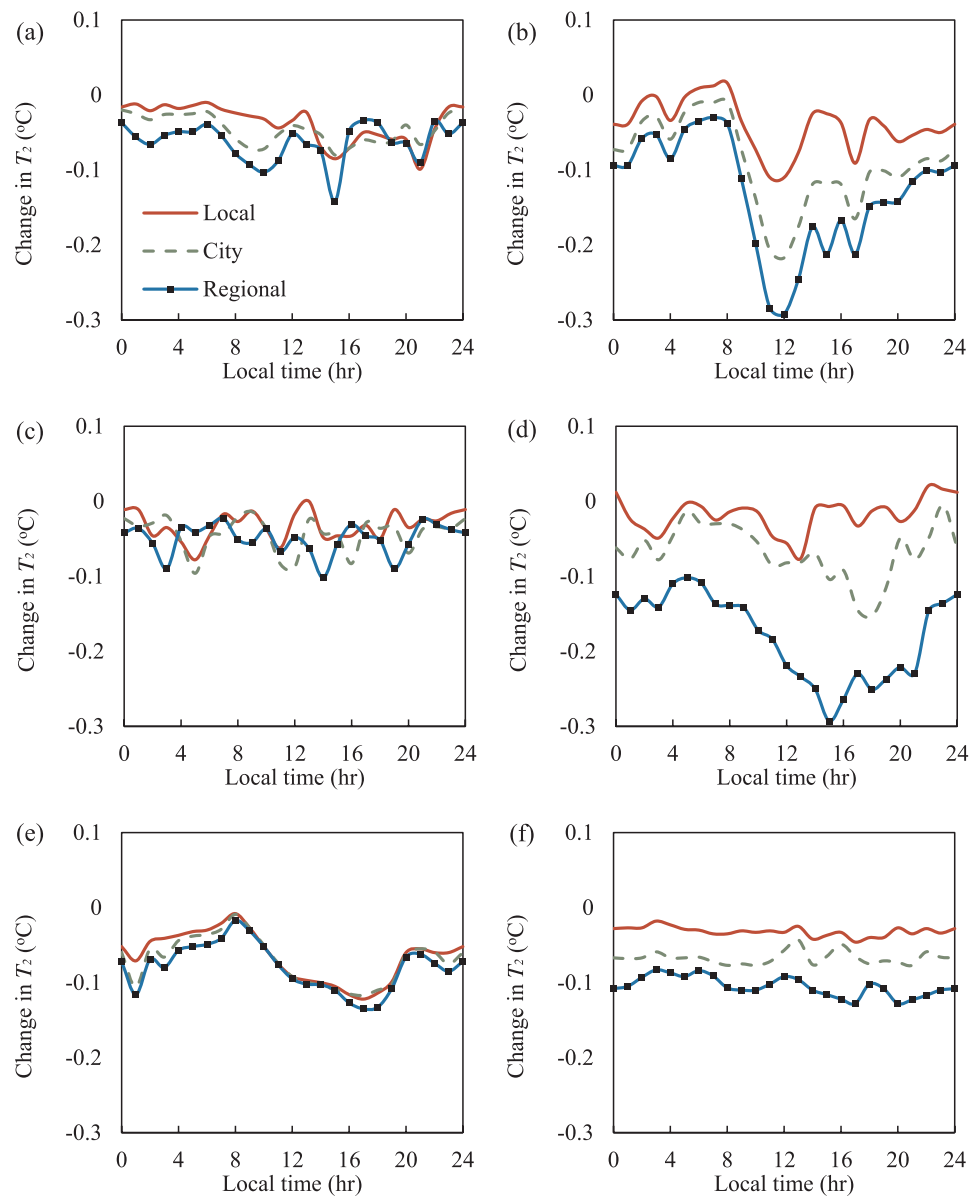 (a)
0.1
0
-0.1
-0.2
-0.3
Change in T2 (oC)
Local
City
Regional
0 4 8 12 16 20 24
Local time (hr)
(b)
0.1
0
-0.1
-0.2
-0.3
Change in T2 (oC)
0 4 8 12 16 20 24
Local time (hr)
(c)
0.1
0
-0.1
-0.2
-0.3
Change in T2 (oC)
0 4 8 12 16 20 24
Local time (hr)
(d)
0.1
0
-0.1
-0.2
-0.3
Change in T2 (oC)
0 4 8 12 16 20 24
Local time (hr)
(e)
0.1
0
-0.1
-0.2
-0.3
Change in T2 (oC)
0 4 8 12 16 20 24
Local time (hr)
(f)
0.1
0
-0.1
-0.2
-0.3
Change in T2 (oC)
0 4 8 12 16 20 24
Local time (hr)